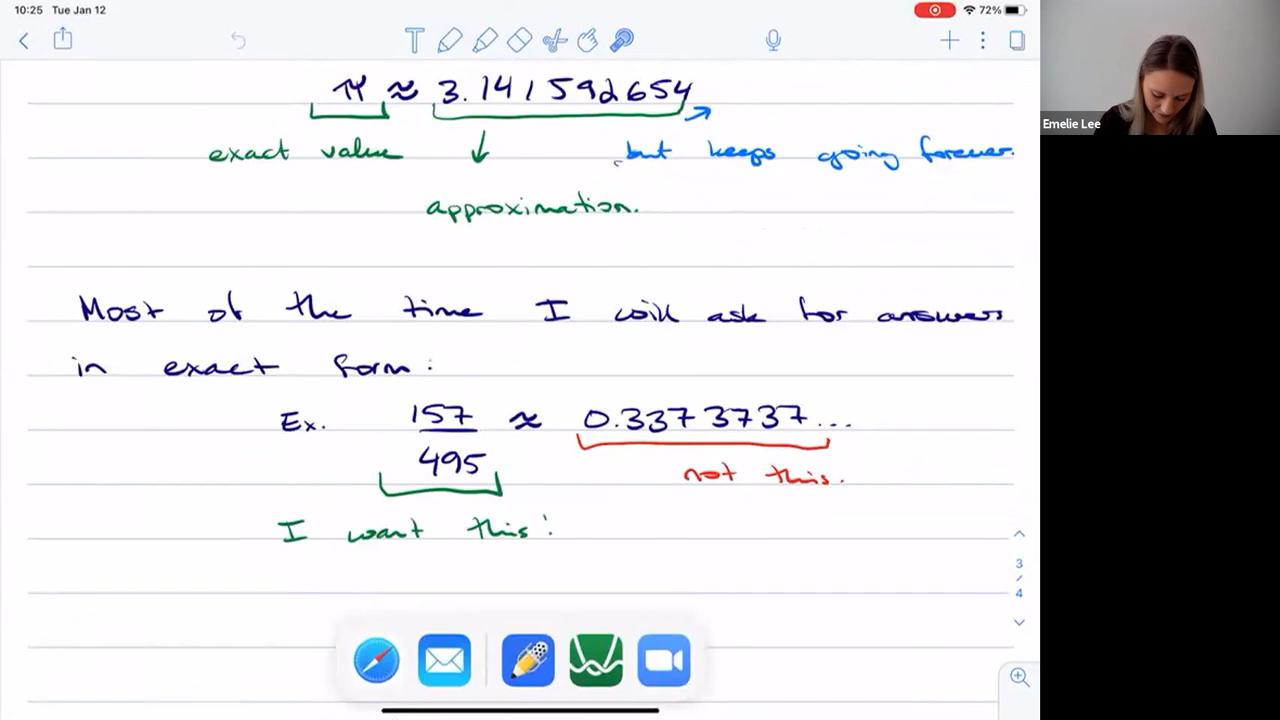 10:25 Tue Jan 12
72%
π ≈ 3.141592654
exact value
but keeps going forever.
approximation.
Emelie Lee
Most of the time I will ask for answers
in exact form:
Ex. 157/495 ≈ 0.3373737...
not this.
I want this!
3
/
4